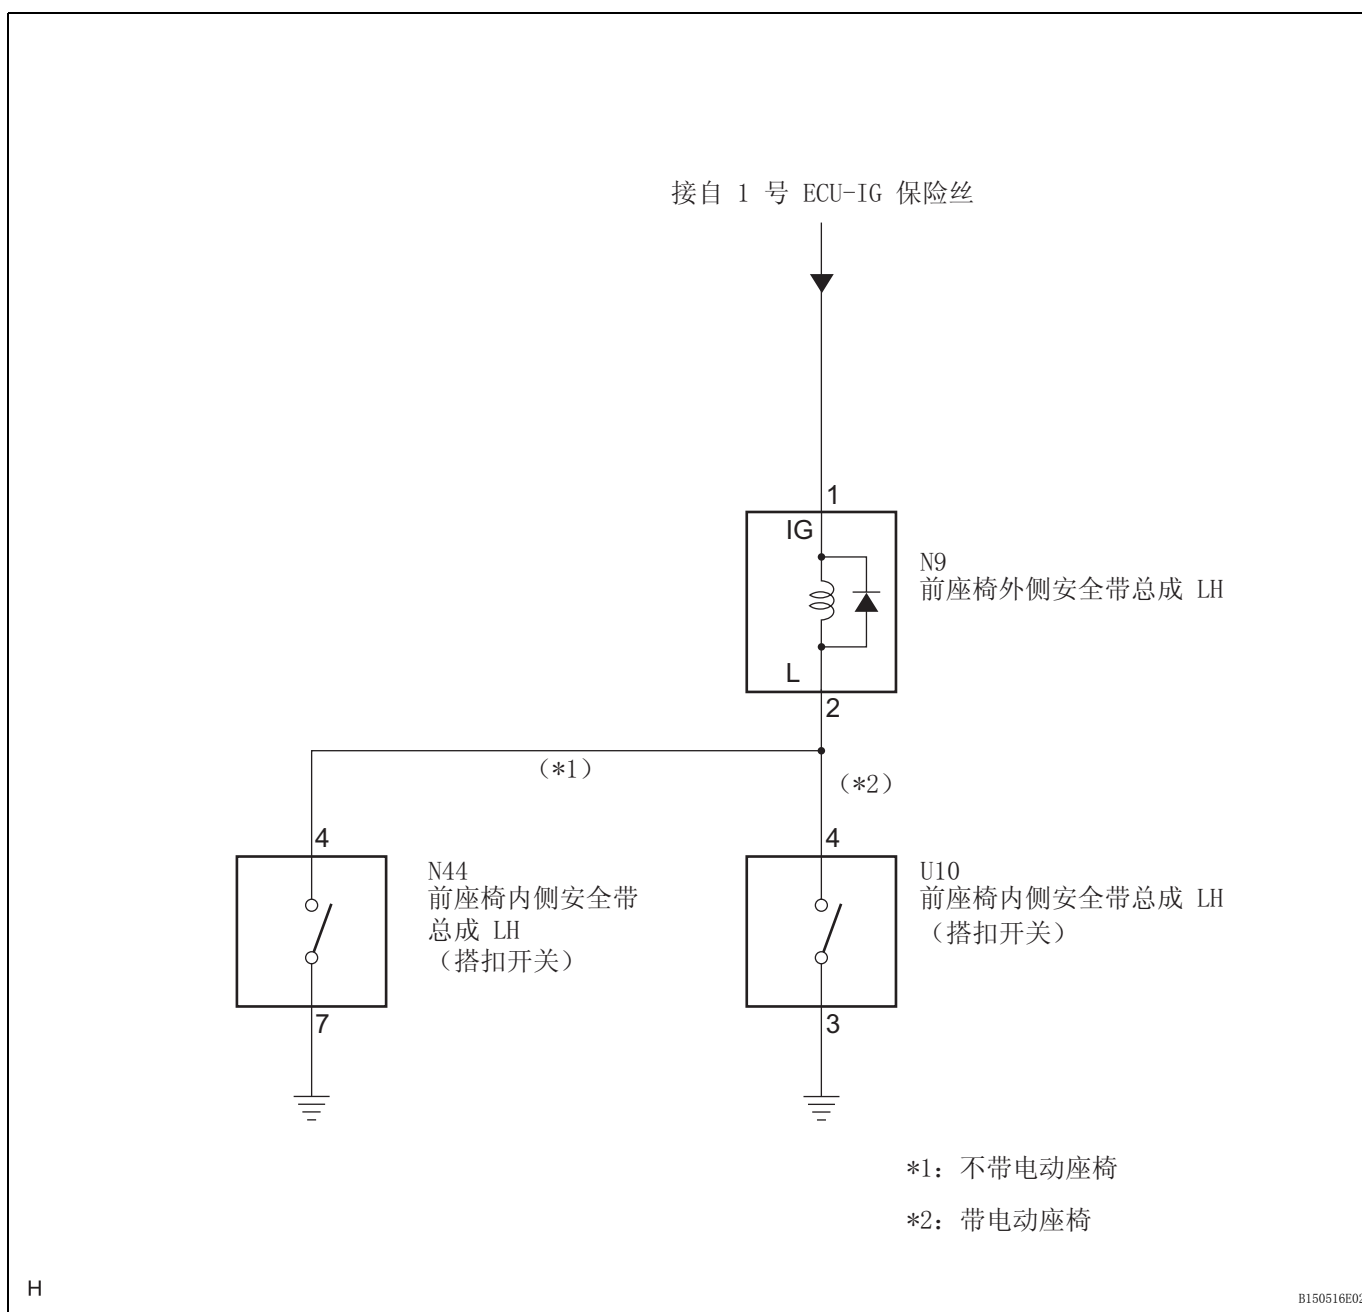 接自 1 号 ECU-IG 保险丝
1
IG
N9
前座椅外侧安全带总成 LH
L
2
（*1）
（*2）
4
N44
前座椅内侧安全带
总成 LH
（搭扣开关）
7
4
U10
前座椅内侧安全带总成 LH
（搭扣开关）
3
*1：不带电动座椅
*2：带电动座椅
H
B150516E02